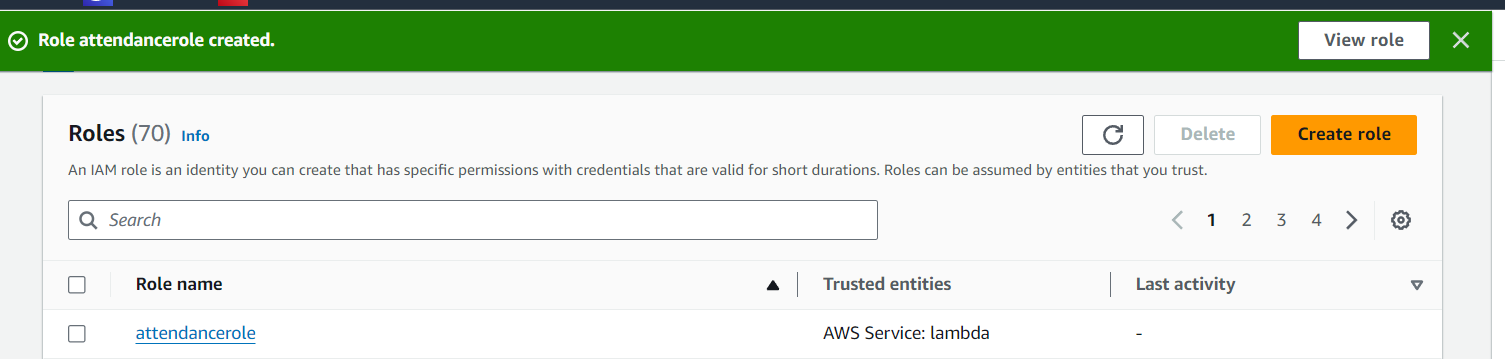 Role attendancerole created.
View role
Roles (70) Info
Delete
Create role
An IAM role is an identity you can create that has specific permissions with credentials that are valid for short durations. Roles can be assumed by entities that you trust.
Search
1 2 3 4
Role name
Trusted entities
Last activity
attendancerole
AWS Service: lambda
-